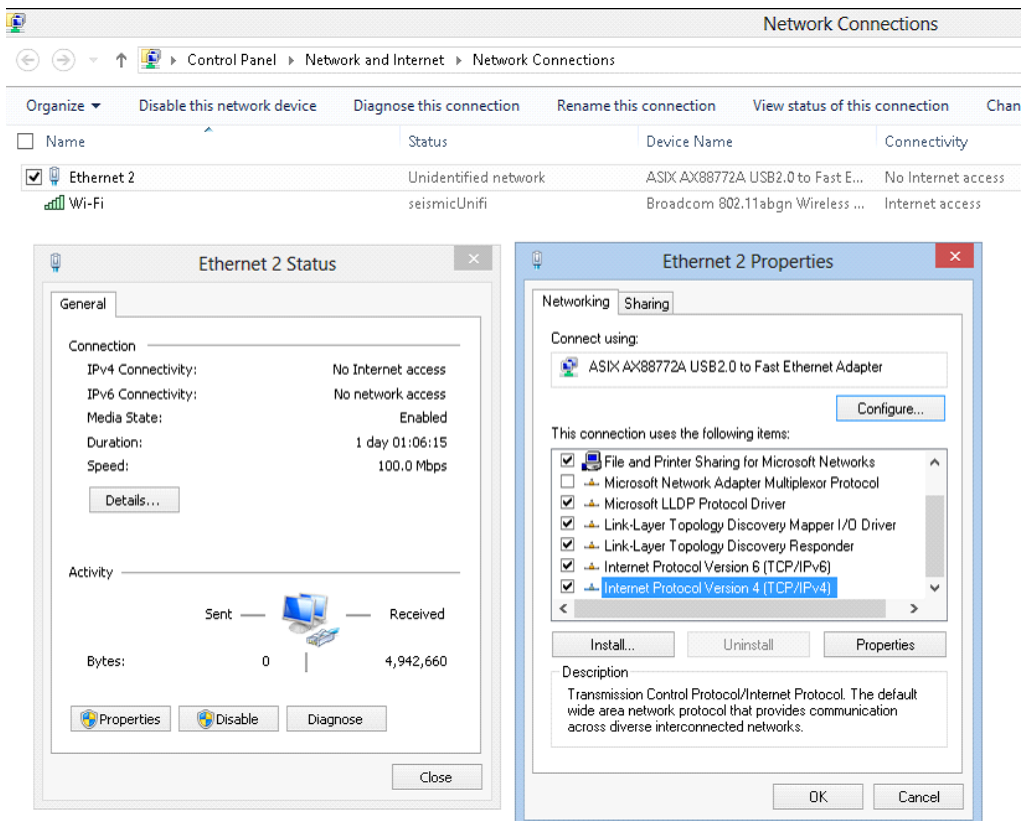 Network Connections
Control Panel Network and Internet Network Connections
Organize Disable this network device Diagnose this connection Rename this connection View status of this connection Chan
Name Status Device Name Connectivity
Ethernet 2 Unidentified network ASIX AX88772A USB2.0 to Fast E... No Internet access
Wi-Fi seismicUnifi Broadcom 802.11abgn Wireless ... Internet access
Ethernet 2 Status
General
Connection
IPv4 Connectivity: No Internet access
IPv6 Connectivity: No network access
Media State: Enabled
Duration: 1 day 01:06:15
Speed: 100.0 Mbps
Details...
Activity
Sent Received
Bytes: 0 4,942,660
Properties Disable Diagnose
Close
Ethernet 2 Properties
Networking Sharing
Connect using:
ASIX AX88772A USB2.0 to Fast Ethernet Adapter
Configure...
This connection uses the following items:
File and Printer Sharing for Microsoft Networks
Microsoft Network Adapter Multiplexor Protocol
Microsoft LLDP Protocol Driver
Link-Layer Topology Discovery Mapper I/O Driver
Link-Layer Topology Discovery Responder
Internet Protocol Version 6 (TCP/IPv6)
Internet Protocol Version 4 (TCP/IPv4)
Install... Uninstall Properties
Description
Transmission Control Protocol/Internet Protocol. The default
wide area network protocol that provides communication
across diverse interconnected networks.
OK Cancel